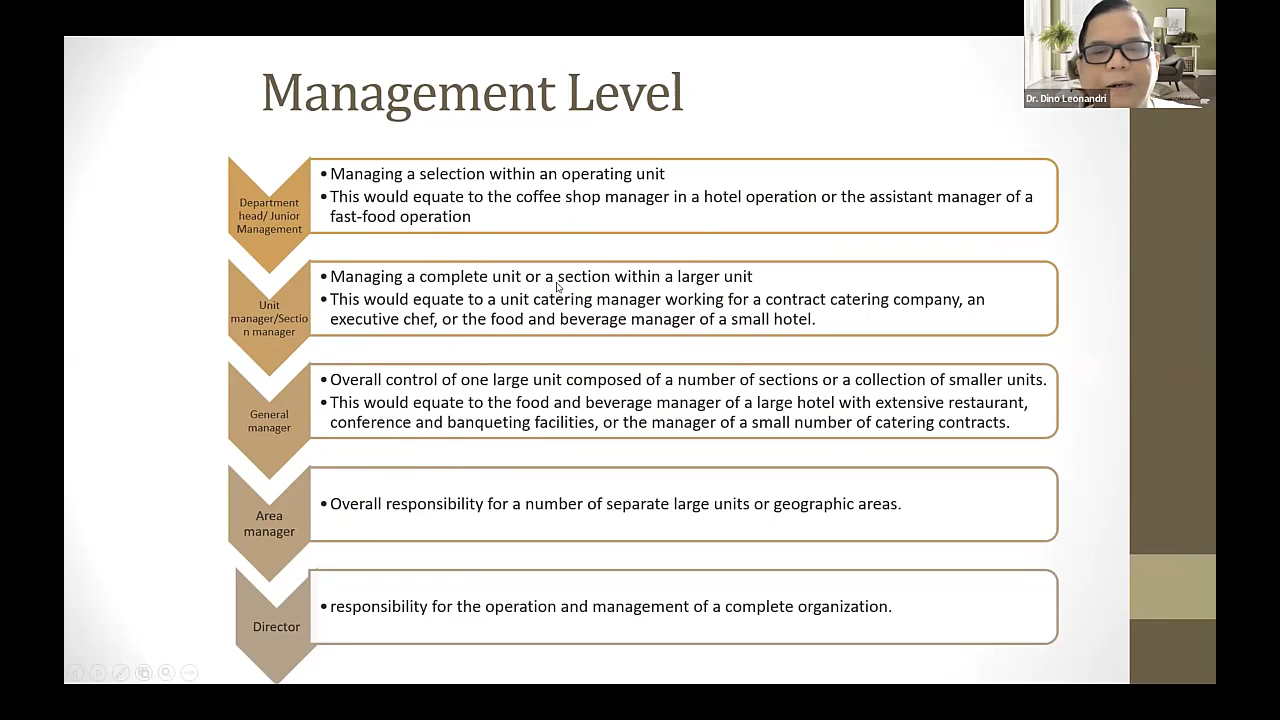 Management Level
Dr. Dino Leonandri
Department
head/ Junior
Management
•Managing a selection within an operating unit
•This would equate to the coffee shop manager in a hotel operation or the assistant manager of a
fast-food operation
Unit
manager/Sectio
n manager
•Managing a complete unit or a section within a larger unit
•This would equate to a unit catering manager working for a contract catering company, an
executive chef, or the food and beverage manager of a small hotel.
General
manager
•Overall control of one large unit composed of a number of sections or a collection of smaller units.
•This would equate to the food and beverage manager of a large hotel with extensive restaurant,
conference and banqueting facilities, or the manager of a small number of catering contracts.
Area
manager
•Overall responsibility for a number of separate large units or geographic areas.
Director
•responsibility for the operation and management of a complete organization.